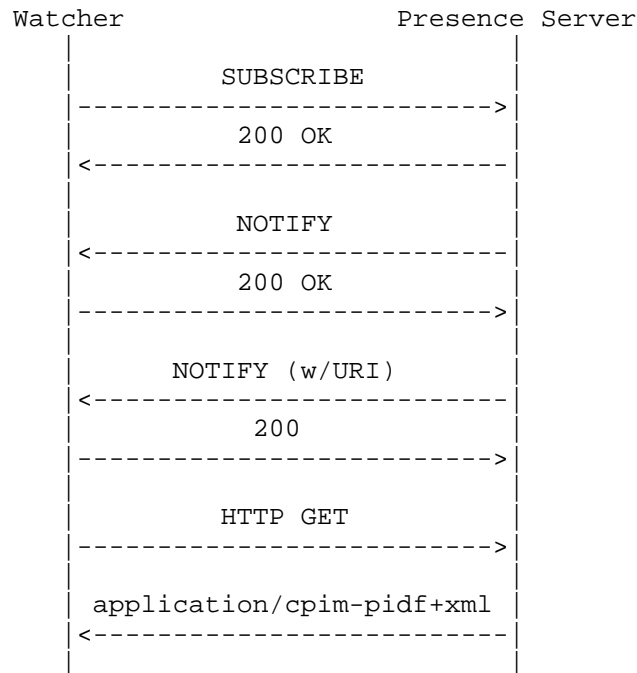 Watcher Presence Server
SUBSCRIBE
200 OK
NOTIFY
200 OK
NOTIFY (w/URI)
200
HTTP GET
application/cpim-pidf+xml